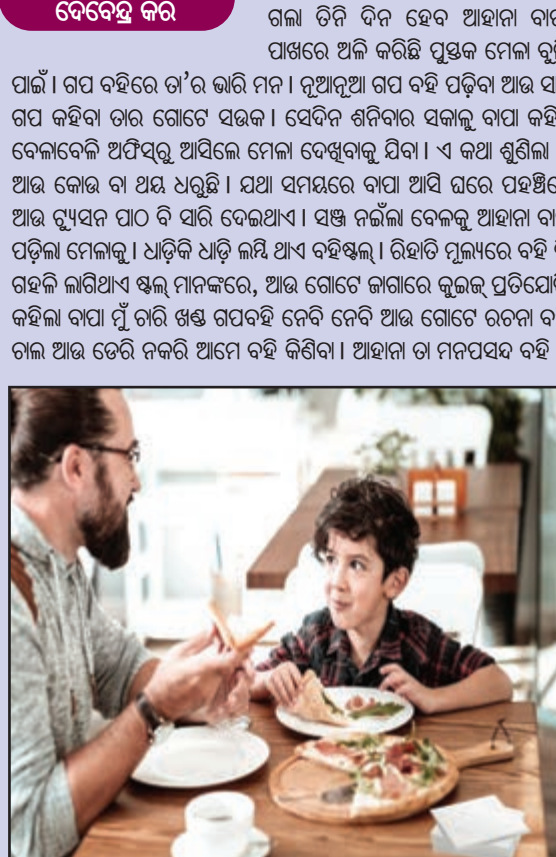 ଦେବେନ୍ଦ୍ର କର
ଗଲା ତିନି ଦିନ ହେବ ଆହାନା
ପାଖରେ ଅଳି କରିଛି ପୁସ୍ତକ ମେଳା
ପାଇଁ । ଗପ ବହିରେ ତା'ର ଭାରି ମନ । ନୂଆନୂଆ ଗପ ବହି ପଢ଼ିବା ଆଉ
ଗପ କହିବା ତାର ଗୋଟେ ସଉକ । ସେଦିନ ଶନିବାର ସକାଳୁ ବାପା
ବେଳାବେଳି ଅଫିସ୍‌ରୁ ଆସିଲେ ମେଳା ଦେଖିବାକୁ ଯିବା । ଏ କଥା ଶୁଣିଲା
ଆଉ କୋଉ ବା ଥୟ ଧରୁଛି । ଯଥା ସମୟରେ ବାପା ଆସି ଘରେ
ଆଉ ଟ୍ୟୁସନ ପାଠ ବି ସାରି ଦେଇଥାଏ । ସଞ୍ଜ ନଇଁଲା ବେଳକୁ ଆହାନା
ପଡ଼ିଲା ମେଳାକୁ । ଧାଡ଼ିକି ଧାଡ଼ି ଲମ୍ବି ଥାଏ ବହିଷ୍ଟଲ୍ । ରିହାତି ମୂଲ୍ୟରେ ବହି
ଗହଳି ଲାଗିଥାଏ ଷ୍ଟଲ୍ ମାନଙ୍କରେ, ଆଉ ଗୋଟେ ଜାଗାରେ କୁଇଜ୍
କହିଲା ବାପା ମୁଁ ଚାରି ଖଣ୍ଡ ଗପବହି ନେବି ନେବି ଆଉ ଗୋଟେ ରଚନା
ଚାଲ ଆଉ ଡେରି ନକରି ଆମେ ବହି କିଣିବା । ଆହାନା ତା ମନପସନ୍ଦ ବହି